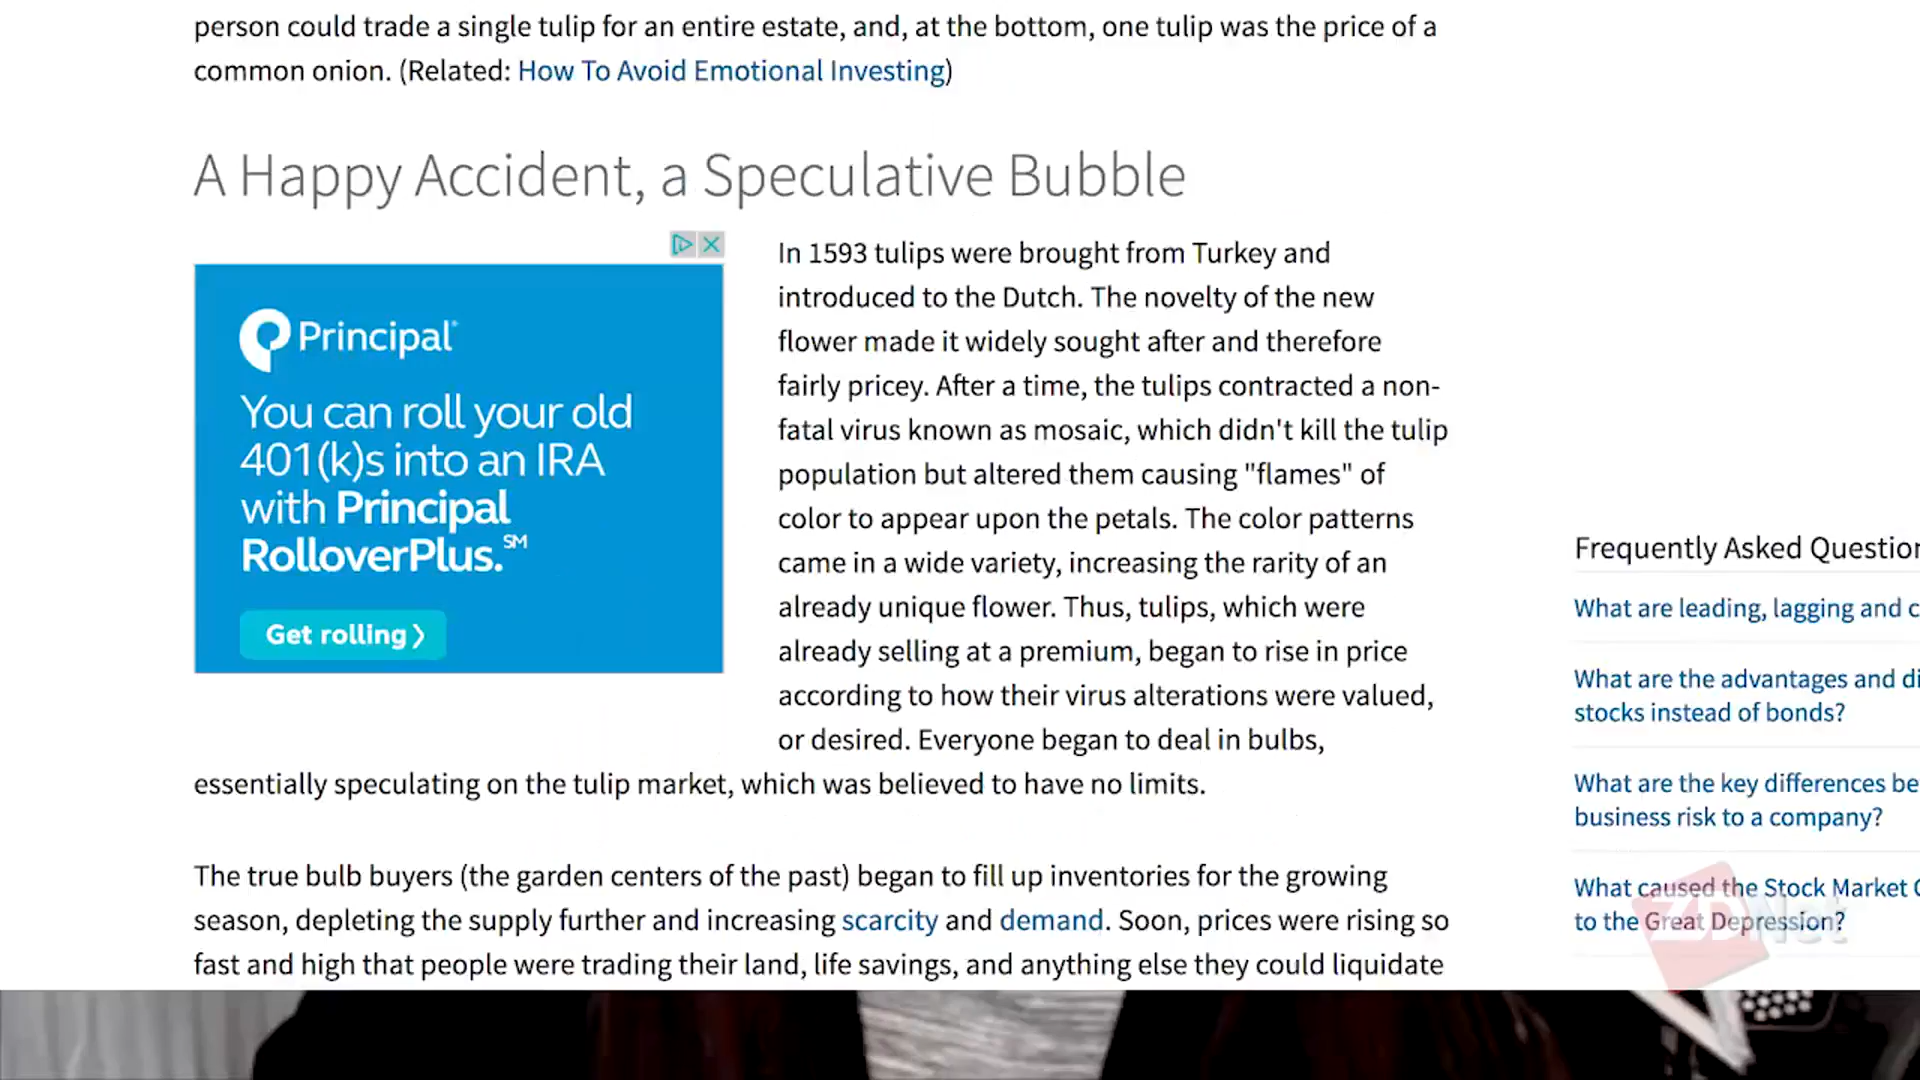 person could trade a single tulip for an entire estate, and, at the bottom, one tulip was the price of a
common onion. (Related: How To Avoid Emotional Investing)
A Happy Accident, a Speculative Bubble
Principal®
You can roll your old
401(k)s into an IRA
with Principal
RolloverPlus.℠
Get rolling ›
In 1593 tulips were brought from Turkey and
introduced to the Dutch. The novelty of the new
flower made it widely sought after and therefore
fairly pricey. After a time, the tulips contracted a non-
fatal virus known as mosaic, which didn't kill the tulip
population but altered them causing "flames" of
color to appear upon the petals. The color patterns
came in a wide variety, increasing the rarity of an
already unique flower. Thus, tulips, which were
already selling at a premium, began to rise in price
according to how their virus alterations were valued,
or desired. Everyone began to deal in bulbs,
essentially speculating on the tulip market, which was believed to have no limits.
The true bulb buyers (the garden centers of the past) began to fill up inventories for the growing
season, depleting the supply further and increasing scarcity and demand. Soon, prices were rising so
fast and high that people were trading their land, life savings, and anything else they could liquidate
Frequently Asked
What are leading, lagging and
What are the advantages and
stocks instead of bonds?
What are the key differences
business risk to a company?
What caused the Stock Market
to the Great Depression?
ZDNet